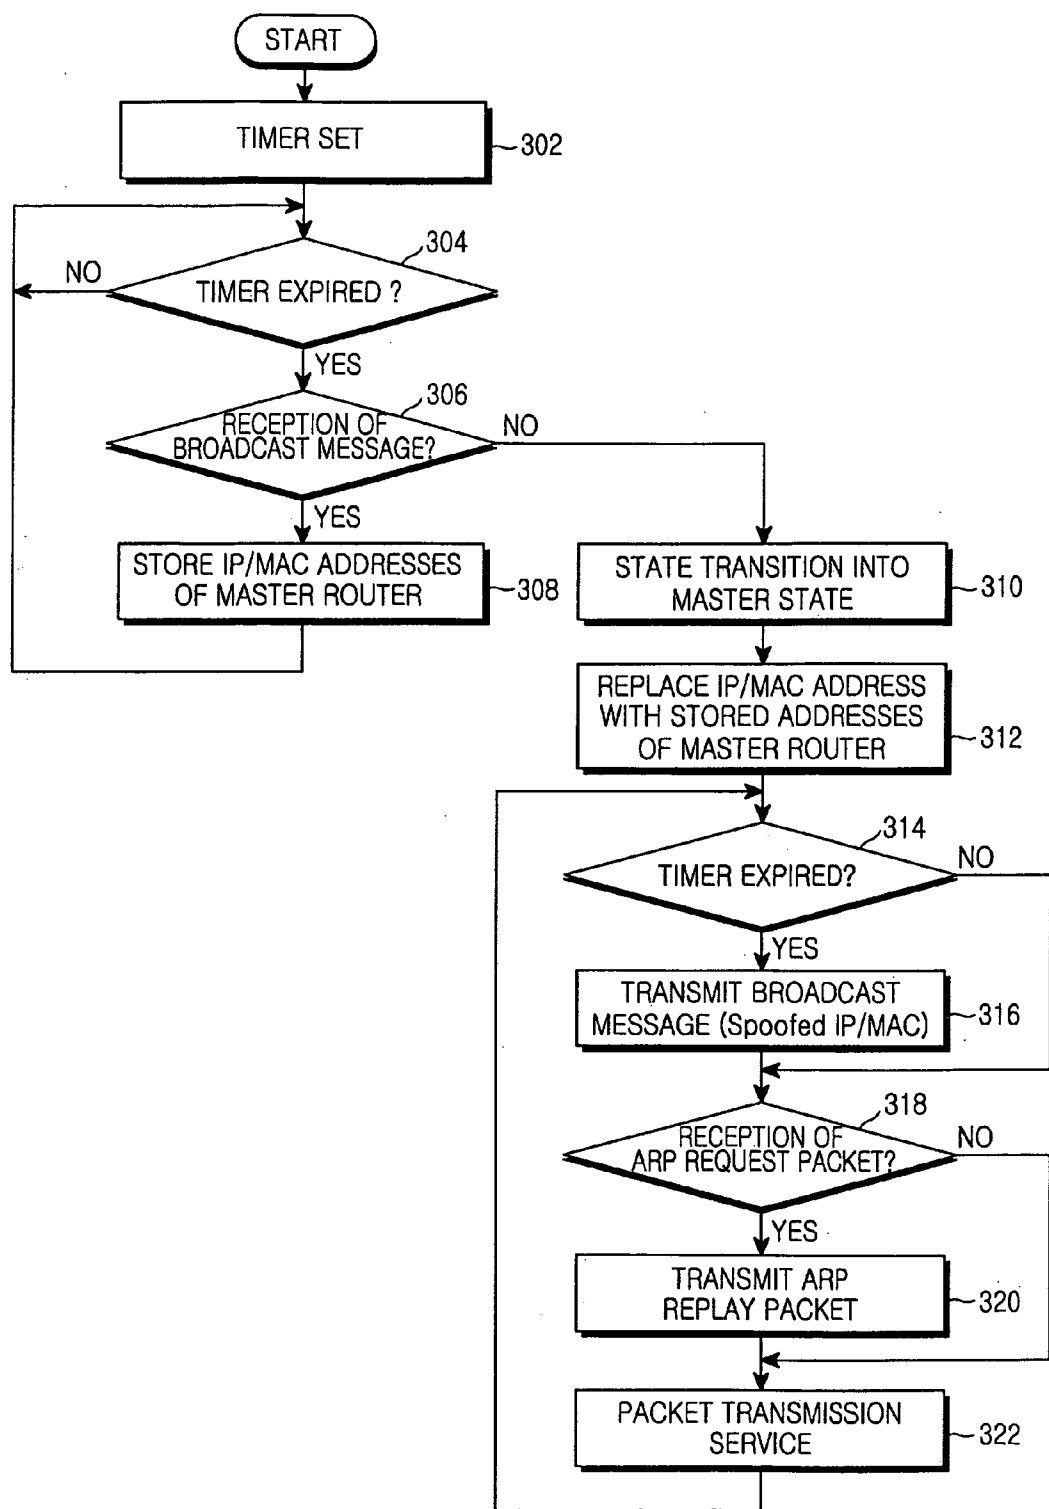 START
TIMER SET
302
304
NO
TIMER EXPIRED ?
YES
306
RECEPTION OF
BROADCAST MESSAGE?
NO
YES
STORE IP/MAC ADDRESSES
OF MASTER ROUTER
308
STATE TRANSITION INTO
MASTER STATE
310
REPLACE IP/MAC ADDRESS
WITH STORED ADDRESSES
OF MASTER ROUTER
312
314
NO
TIMER EXPIRED?
YES
TRANSMIT BROADCAST
MESSAGE (Spoofed IP/MAC)
316
318
RECEPTION OF
ARP REQUEST PACKET?
NO
YES
TRANSMIT ARP
REPLAY PACKET
320
PACKET TRANSMISSION
SERVICE
322